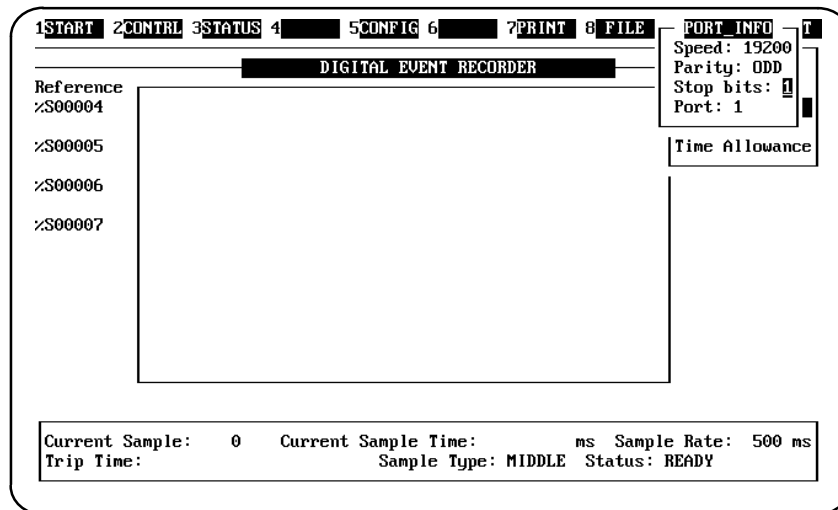 1START 2CONTRL 3STATUS 4 5CONFIG 6 7PRINT 8 FILE PORT_INFO T
Speed: 19200
DIGITAL EVENT RECORDER Parity: ODD
Reference Stop bits: 1
%S00004 Port: 1
%S00005 Time Allowance
%S00006
%S00007
Current Sample: 0 Current Sample Time: ms Sample Rate: 500 ms
Trip Time: Sample Type: MIDDLE Status: READY